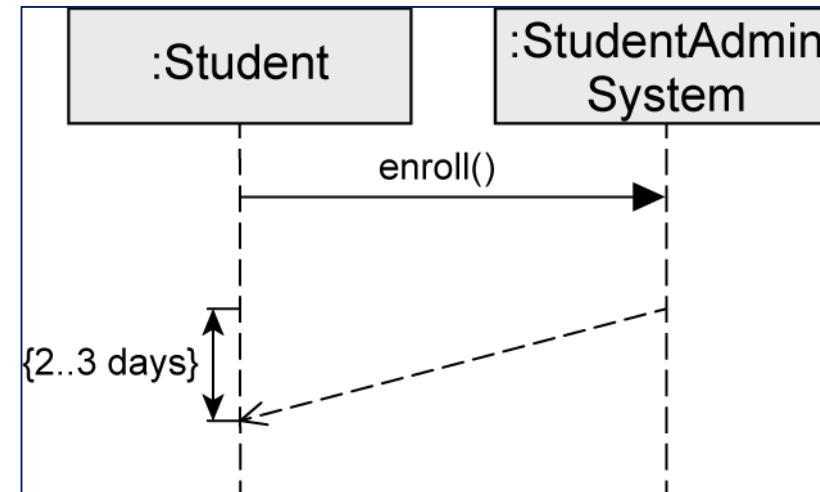 :Student
:StudentAdmin
System
enroll()
{2..3 days}